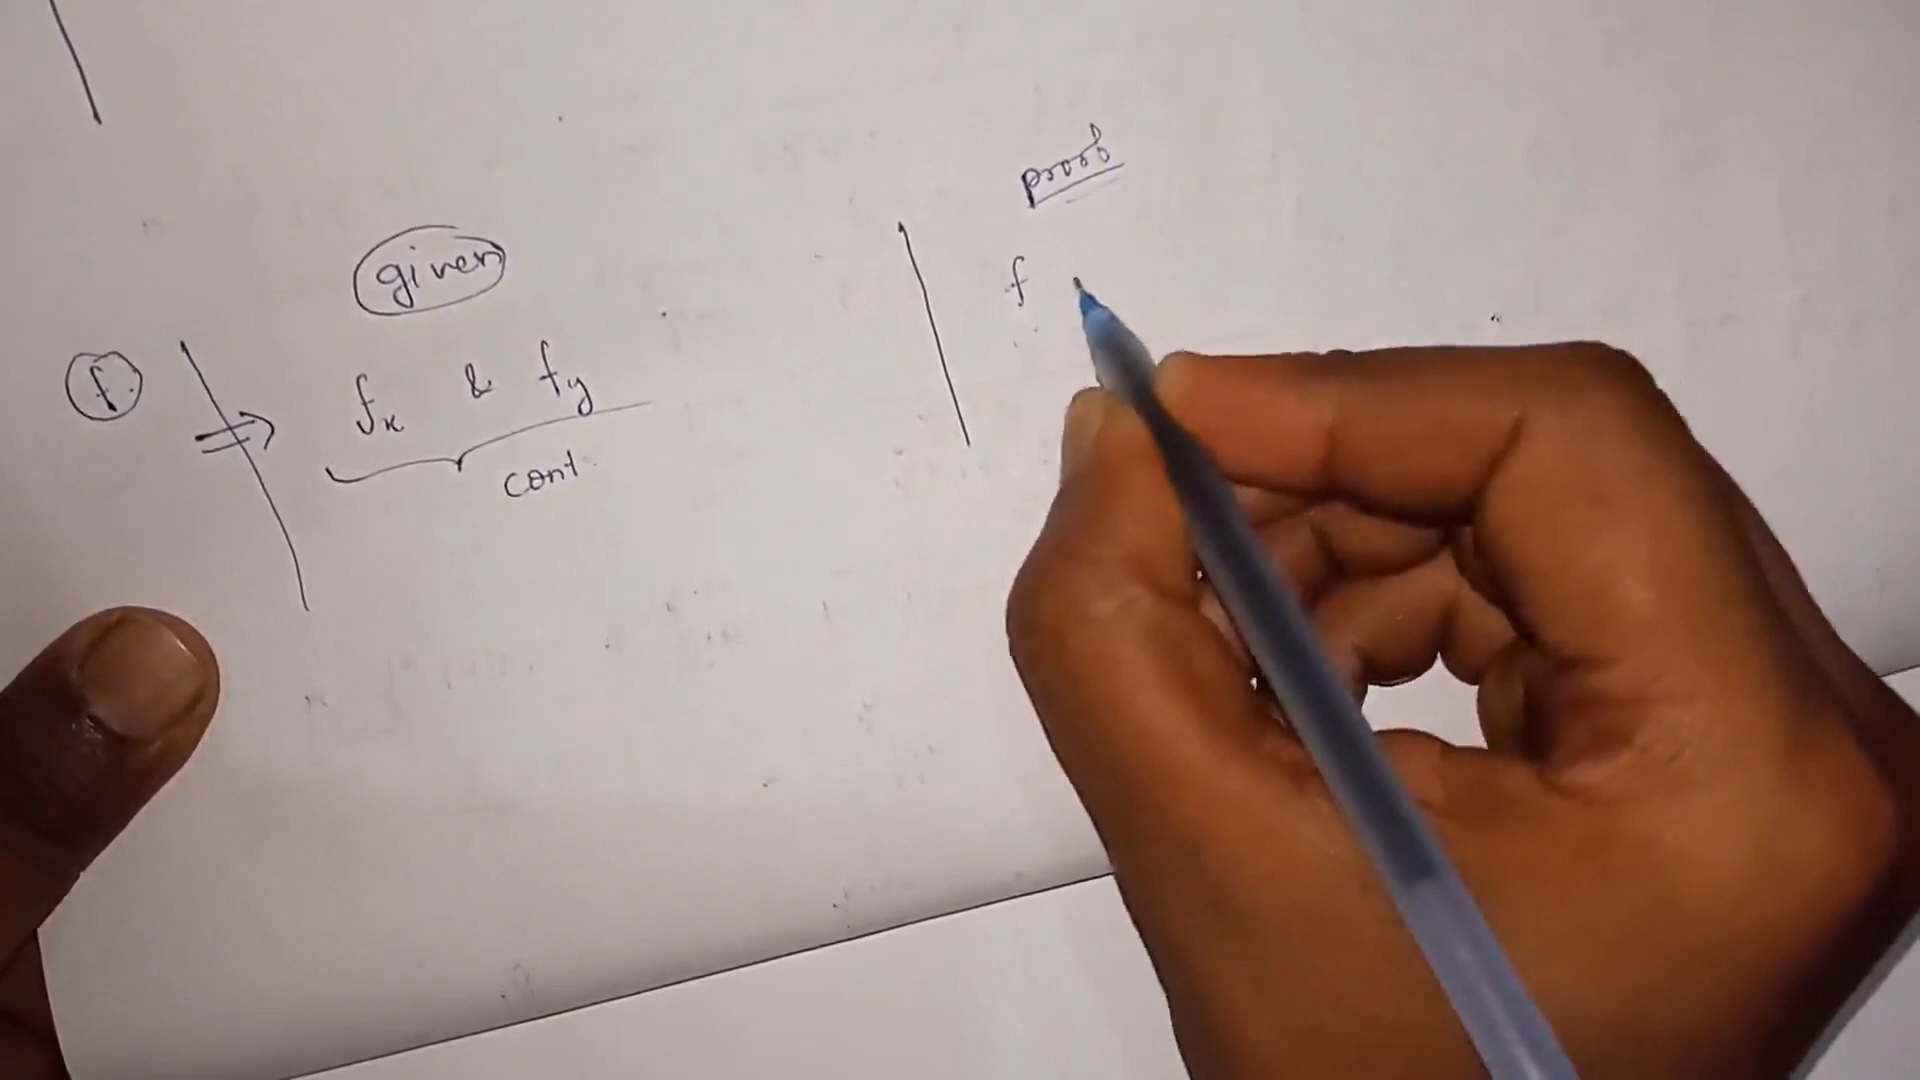 proof
given
f
f
⇒ fx & fy
cont